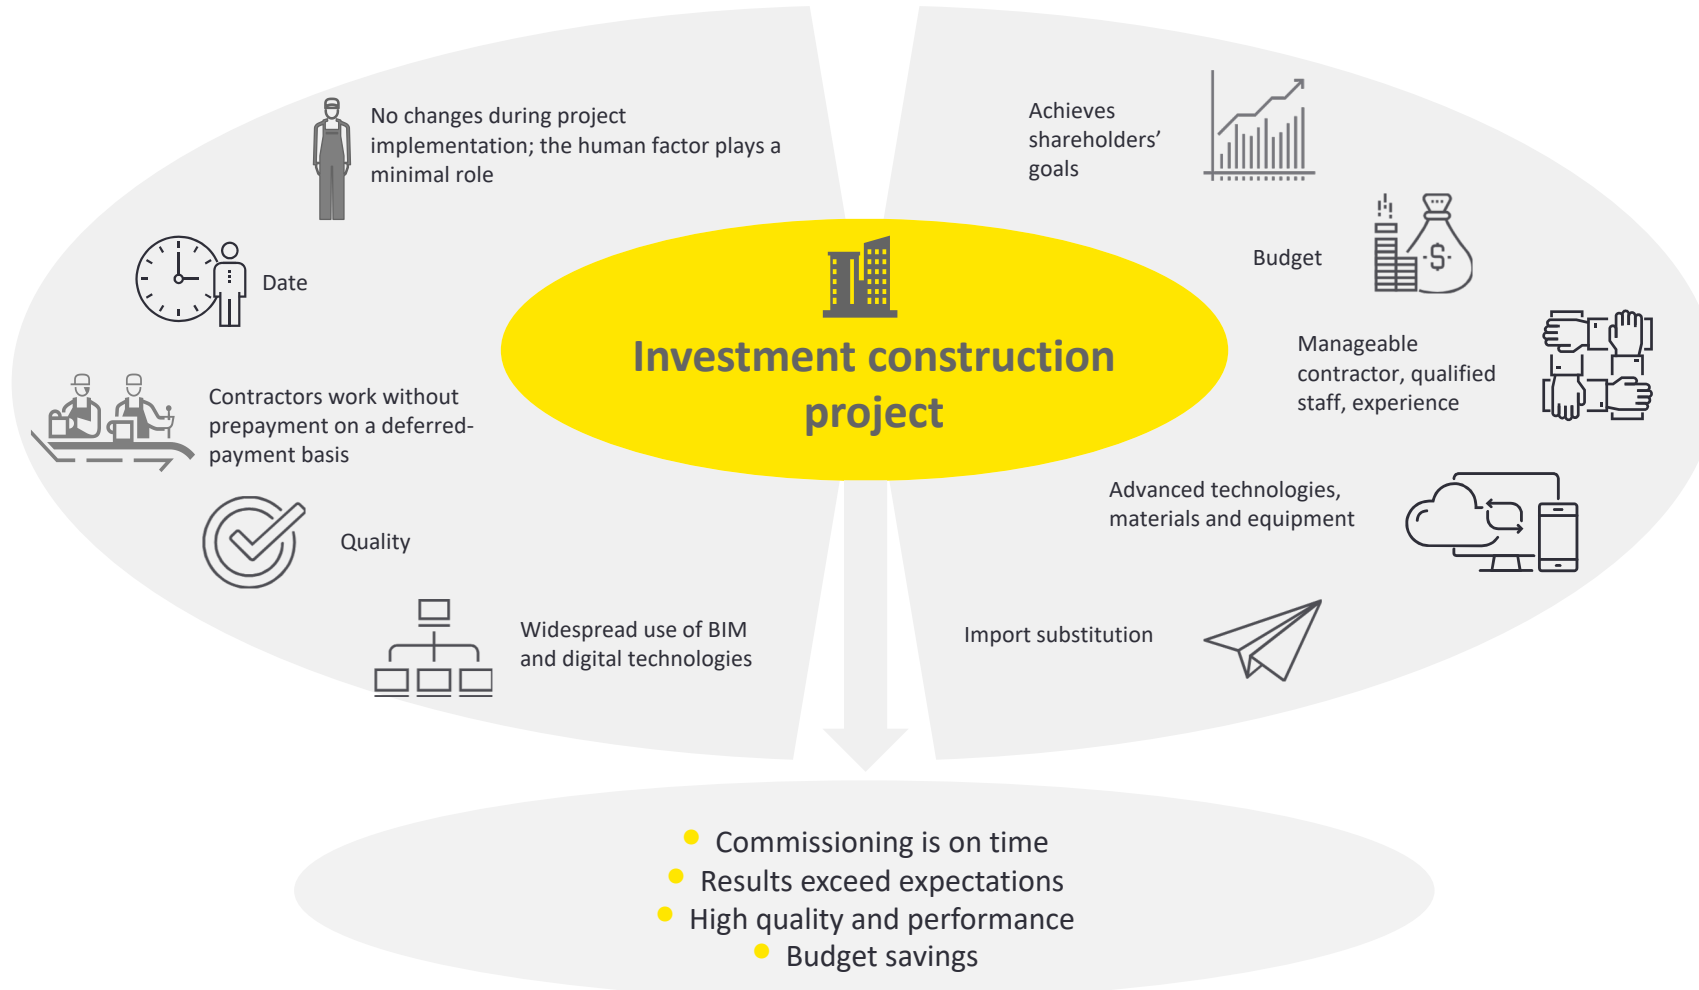 No changes during project
implementation; the human factor plays a
minimal role
Date
Contractors work without
prepayment on a deferred-
payment basis
Quality
Widespread use of BIM
and digital technologies
Investment construction
project
Achieves
shareholders’
goals
Budget
$
Manageable
contractor, qualified
staff, experience
Advanced technologies,
materials and equipment
Import substitution
• Commissioning is on time
• Results exceed expectations
• High quality and performance
• Budget savings